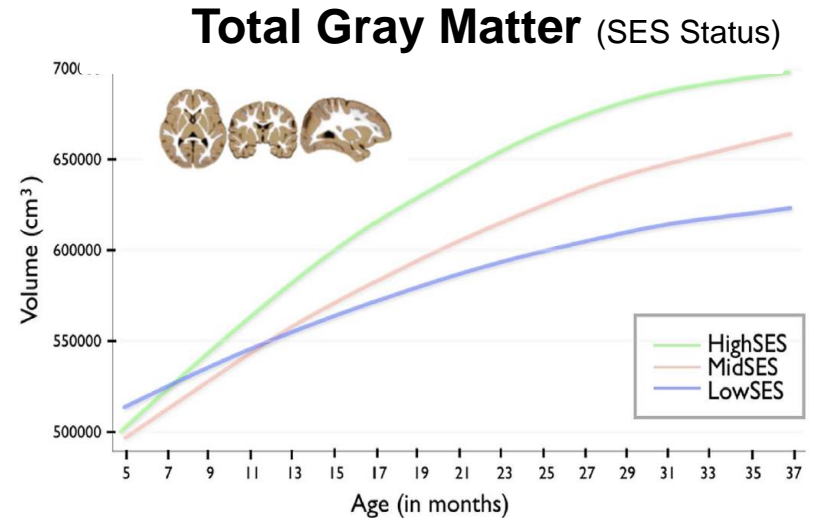 Total Gray Matter (SES Status)
650000
600000
550000
500000
Volume (cm³)
HighSES
MidSES
LowSES
5 7 9 11 13 15 17 19 21 23 25 27 29 31 33 35 37
Age (in months)